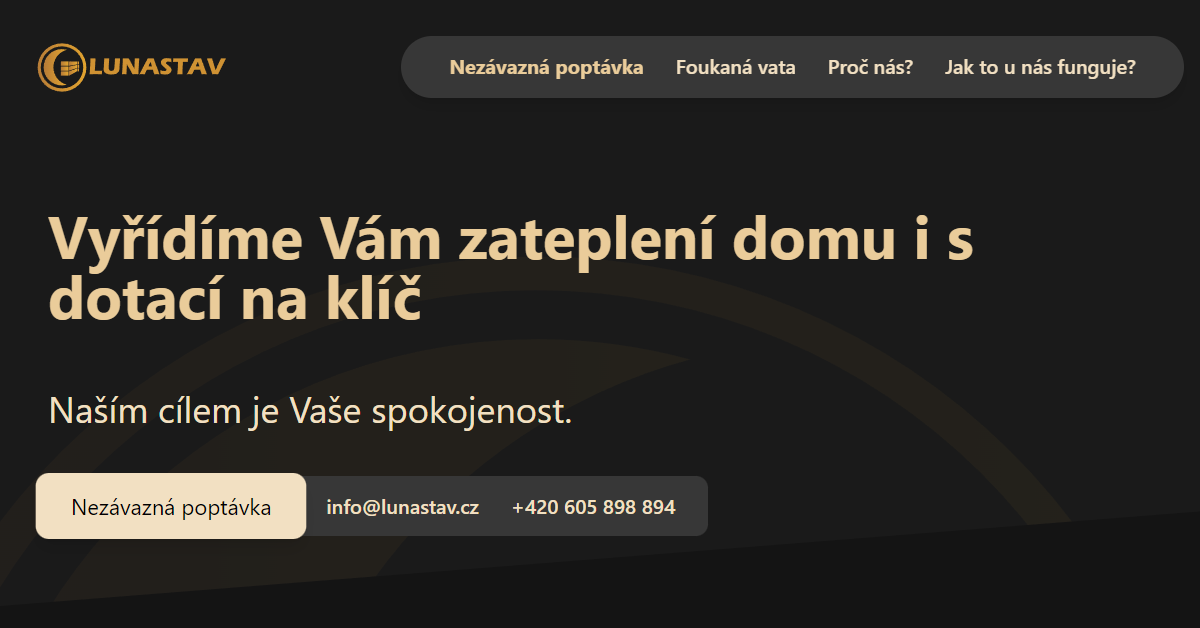 LUNASTAV
Nezávazná poptávka Foukaná vata Proč nás? Jak to u nás funguje?
Vyřídíme Vám zateplení domu i s
dotací na klíč
Naším cílem je Vaše spokojenost.
Nezávazná poptávka info@lunastav.cz +420 605 898 894